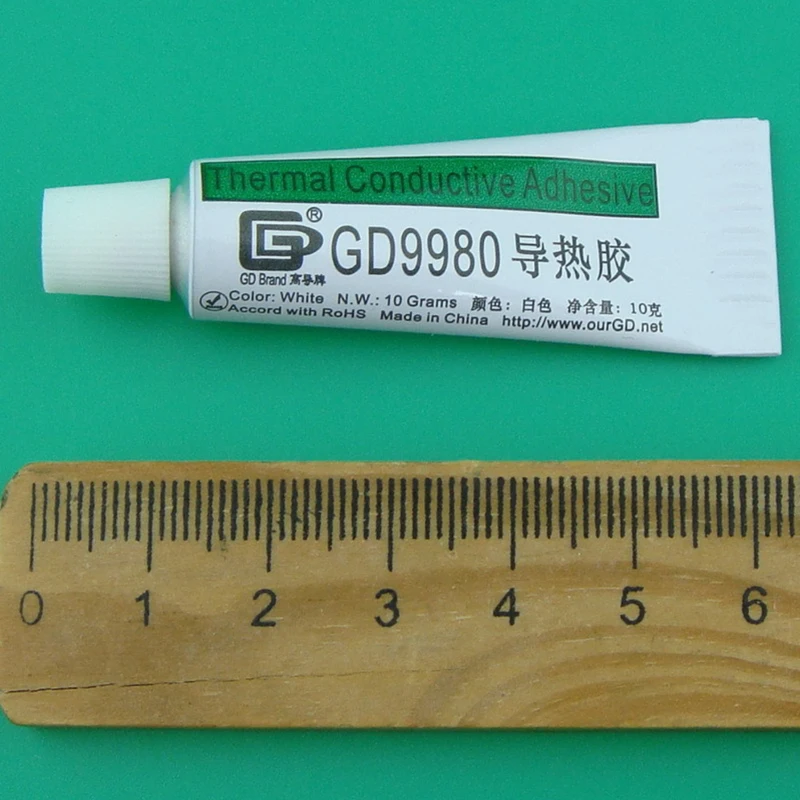 Thermal Conductive Adhesive
GD ® GD9980 导热胶
GD Brand 高导牌
Color: White N.W.: 10 Grams 颜色: 白色 净含量: 10克
Accord with RoHS Made in China http://www.ourGD.net
0 1 2 3 4 5 6